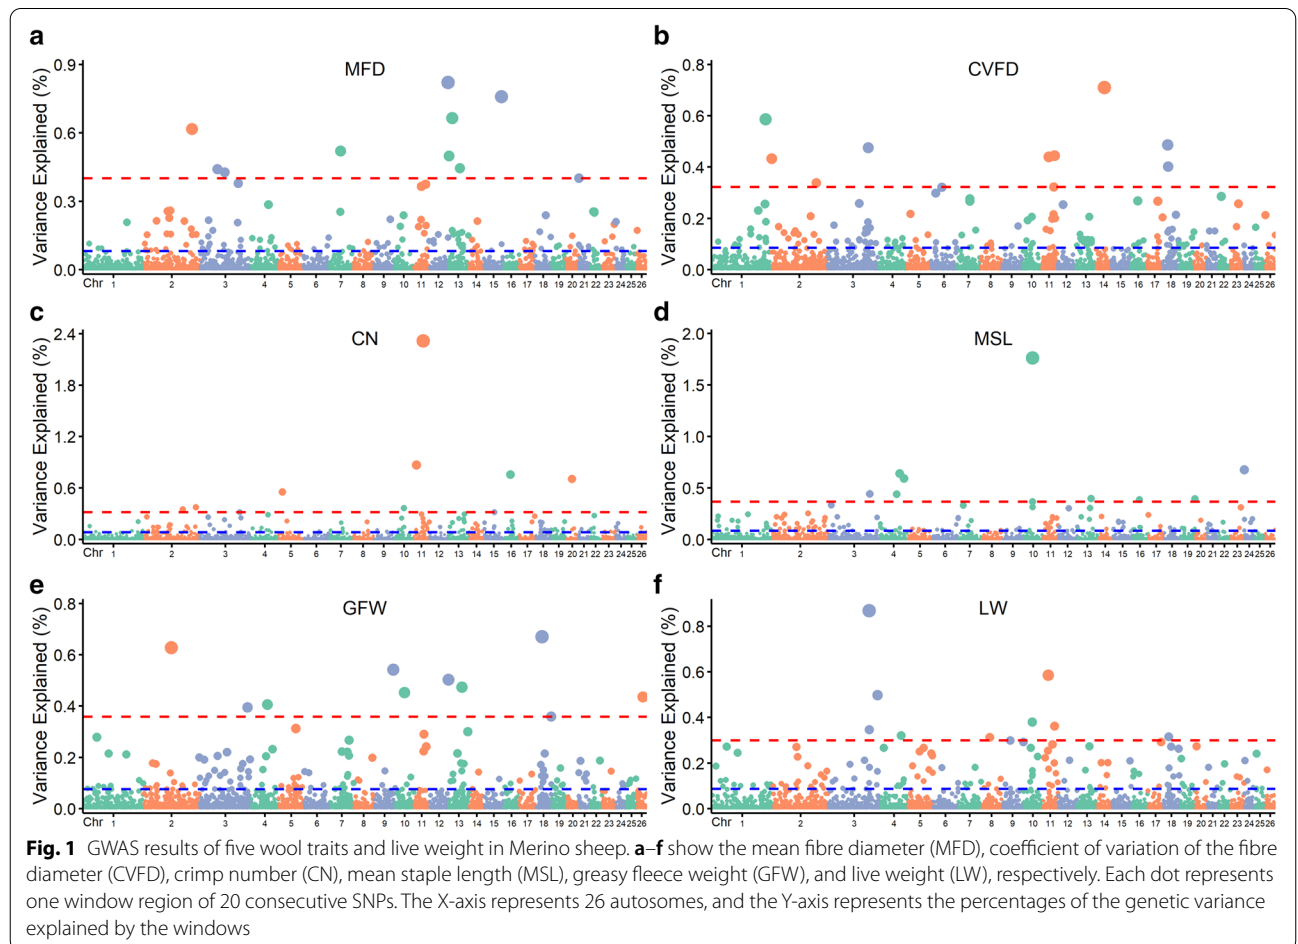 a
MFD
Variance Explained (%)
0.9
0.6
0.3
0.0
Chr 1 2 3 4 5 6 7 8 9 10 11 12 13 14 15 16 17 18 19 20 21 22 23 24 25 26
b
CVFD
Variance Explained (%)
0.8
0.6
0.4
0.2
0.0
Chr 1 2 3 4 5 6 7 8 9 10 11 12 13 14 15 16 17 18 19 20 21 22 23 24 25 26
c
CN
Variance Explained (%)
2.4
1.8
1.2
0.6
0.0
Chr 1 2 3 4 5 6 7 8 9 10 11 12 13 14 15 16 17 18 19 20 21 22 23 24 25 26
d
MSL
Variance Explained (%)
2.0
1.5
1.0
0.5
0.0
Chr 1 2 3 4 5 6 7 8 9 10 11 12 13 14 15 16 17 18 19 20 21 22 23 24 25 26
e
GFW
Variance Explained (%)
0.8
0.6
0.4
0.2
0.0
Chr 1 2 3 4 5 6 7 8 9 10 11 12 13 14 15 16 17 18 19 20 21 22 23 24 25 26
f
LW
Variance Explained (%)
0.8
0.6
0.4
0.2
0.0
Chr 1 2 3 4 5 6 7 8 9 10 11 12 13 14 15 16 17 18 19 20 21 22 23 24 25 26
Fig. 1 GWAS results of five wool traits and live weight in Merino sheep. a–f show the mean fibre diameter (MFD), coefficient of variation of the fibre
diameter (CVFD), crimp number (CN), mean staple length (MSL), greasy fleece weight (GFW), and live weight (LW), respectively. Each dot represents
one window region of 20 consecutive SNPs. The X-axis represents 26 autosomes, and the Y-axis represents the percentages of the genetic variance
explained by the windows